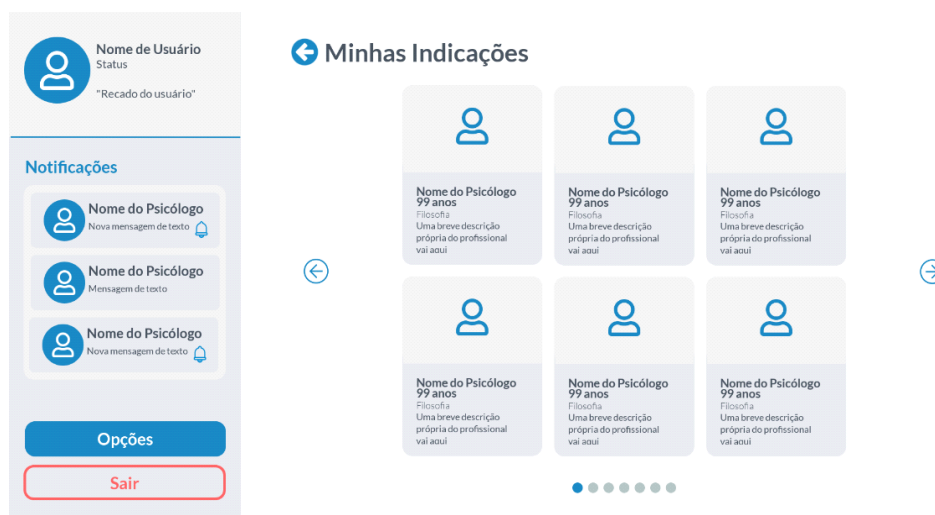 Nome de Usuário
Status
"Recado do usuário"
Notificações
Nome do Psicólogo
Nova mensagem de texto
Nome do Psicólogo
Mensagem de texto
Nome do Psicólogo
Nova mensagem de texto
Opções
Sair
Minhas Indicações
Nome do Psicólogo
99 anos
Filosofia
Uma breve descrição
própria do profissional
vai aqui
Nome do Psicólogo
99 anos
Filosofia
Uma breve descrição
própria do profissional
vai aqui
Nome do Psicólogo
99 anos
Filosofia
Uma breve descrição
própria do profissional
vai aqui
Nome do Psicólogo
99 anos
Filosofia
Uma breve descrição
própria do profissional
vai aqui
Nome do Psicólogo
99 anos
Filosofia
Uma breve descrição
própria do profissional
vai aqui
Nome do Psicólogo
99 anos
Filosofia
Uma breve descrição
própria do profissional
vai aqui